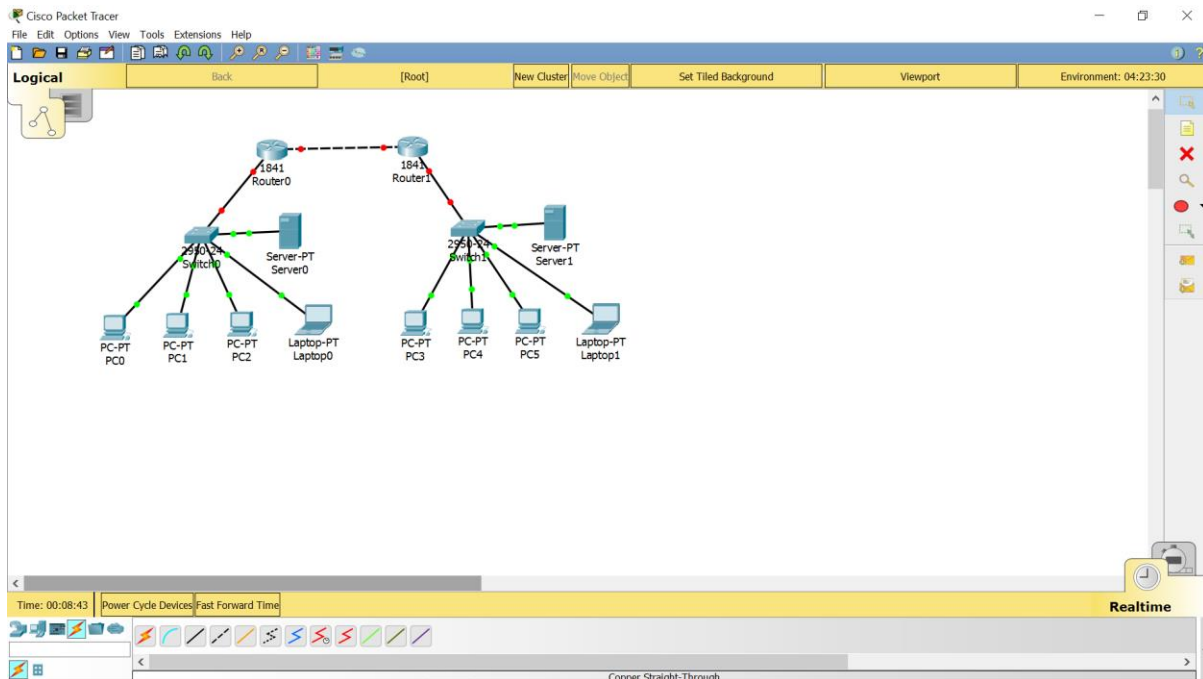 Cisco Packet Tracer
File Edit Options View Tools Extensions Help
Logical Back [Root] New Cluster Move Object Set Tiled Background Viewport Environment: 04:23:30
1841
Router0
1841
Router1
2950-24
Switch0
Server-PT
Server0
2950-24
Switch1
Server-PT
Server1
PC-PT
PC0
PC-PT
PC1
PC-PT
PC2
Laptop-PT
Laptop0
PC-PT
PC3
PC-PT
PC4
PC-PT
PC5
Laptop-PT
Laptop1
Time: 00:08:43 Power Cycle Devices Fast Forward Time Realtime
Copper Straight-Through